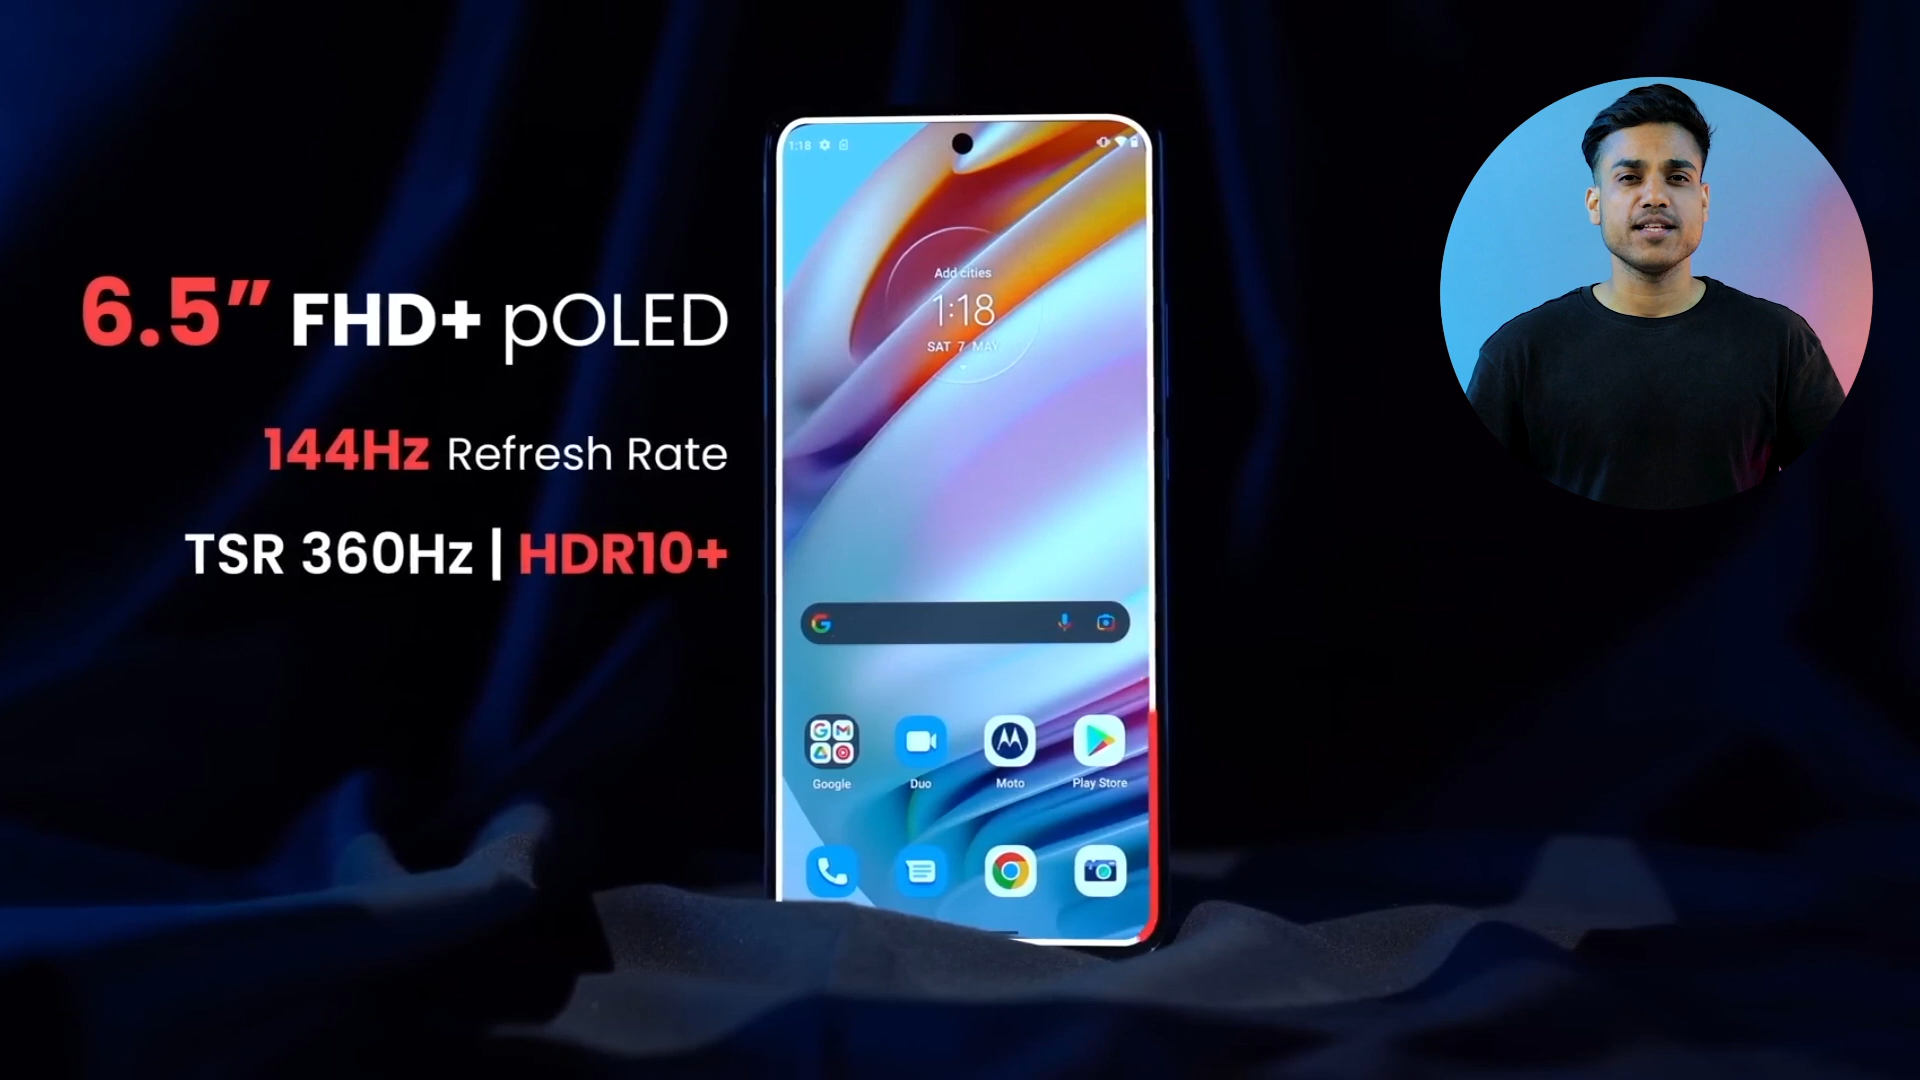 6.5” FHD+ pOLED
144Hz Refresh Rate
TSR 360Hz | HDR10+
1:18
Add cities
1:18
SAT 7 MAY
Google
Duo
Moto
Play Store